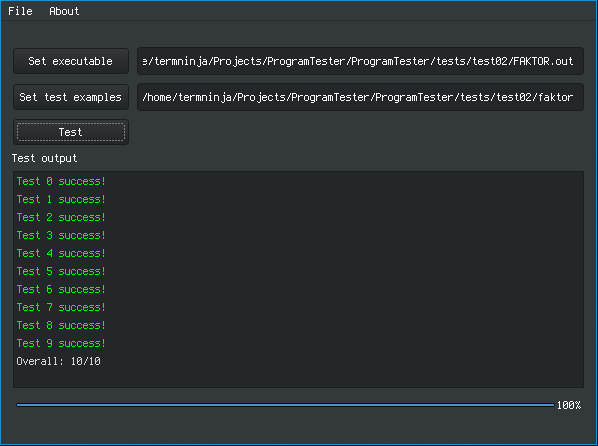 File About
Set executable e/termninja/Projects/ProgramTester/ProgramTester/tests/test02/FAKTOR.out
Set test examples /home/termninja/Projects/ProgramTester/ProgramTester/tests/test02/faktor
Test
Test output
Test 0 success!
Test 1 success!
Test 2 success!
Test 3 success!
Test 4 success!
Test 5 success!
Test 6 success!
Test 7 success!
Test 8 success!
Test 9 success!
Overall: 10/10
100%